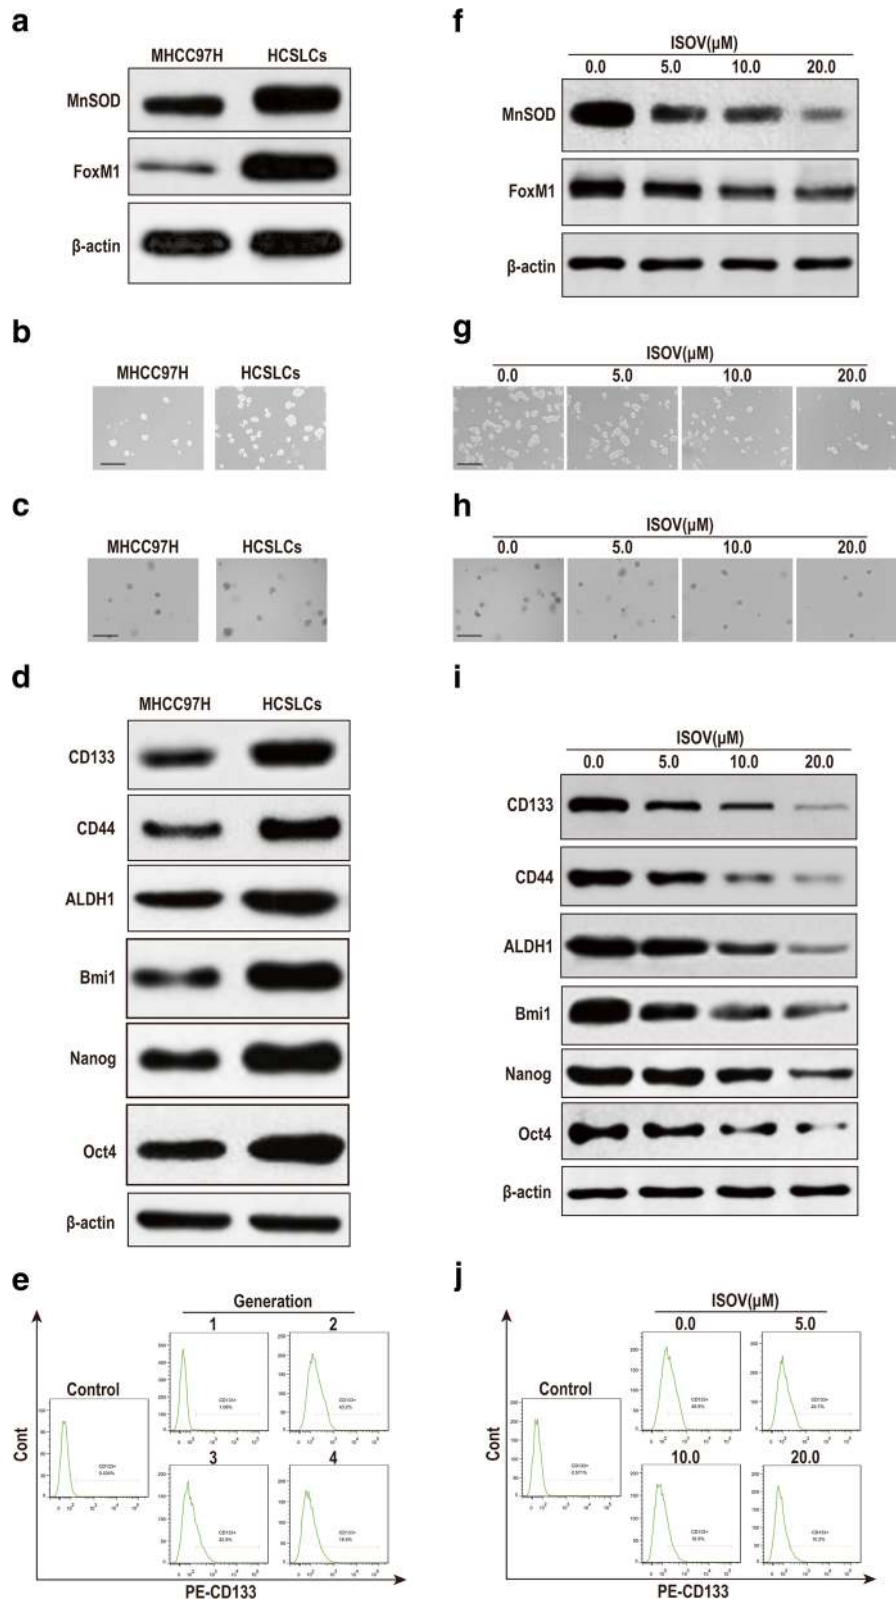 a
MHCC97H HCSLCs
MnSOD
FoxM1
β-actin
b
MHCC97H HCSLCs
c
MHCC97H HCSLCs
d
MHCC97H HCSLCs
CD133
CD44
ALDH1
Bmi1
Nanog
Oct4
β-actin
e
Generation
1 2
Control
3 4
Cont
PE-CD133
f
ISOV(μM)
0.0 5.0 10.0 20.0
MnSOD
FoxM1
β-actin
g
ISOV(μM)
0.0 5.0 10.0 20.0
h
ISOV(μM)
0.0 5.0 10.0 20.0
i
ISOV(μM)
0.0 5.0 10.0 20.0
CD133
CD44
ALDH1
Bmi1
Nanog
Oct4
β-actin
j
ISOV(μM)
0.0 5.0
Control
10.0 20.0
Cont
PE-CD133